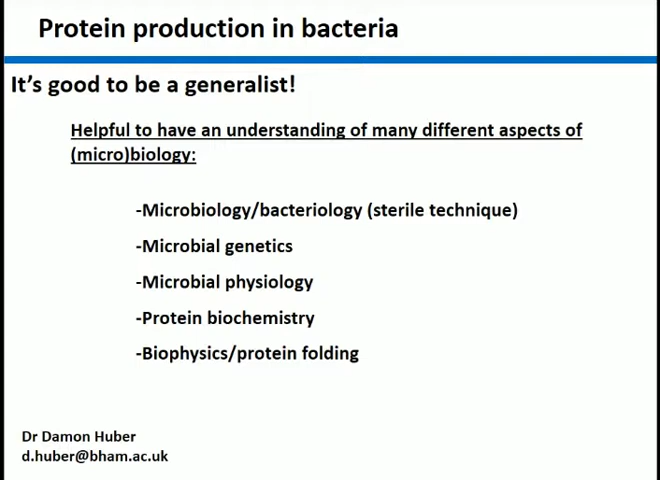 Protein production in bacteria
It's good to be a generalist!
Helpful to have an understanding of many different aspects of
(micro)biology:
-Microbiology/bacteriology (sterile technique)
-Microbial genetics
-Microbial physiology
-Protein biochemistry
-Biophysics/protein folding
Dr Damon Huber
d.huber@bham.ac.uk